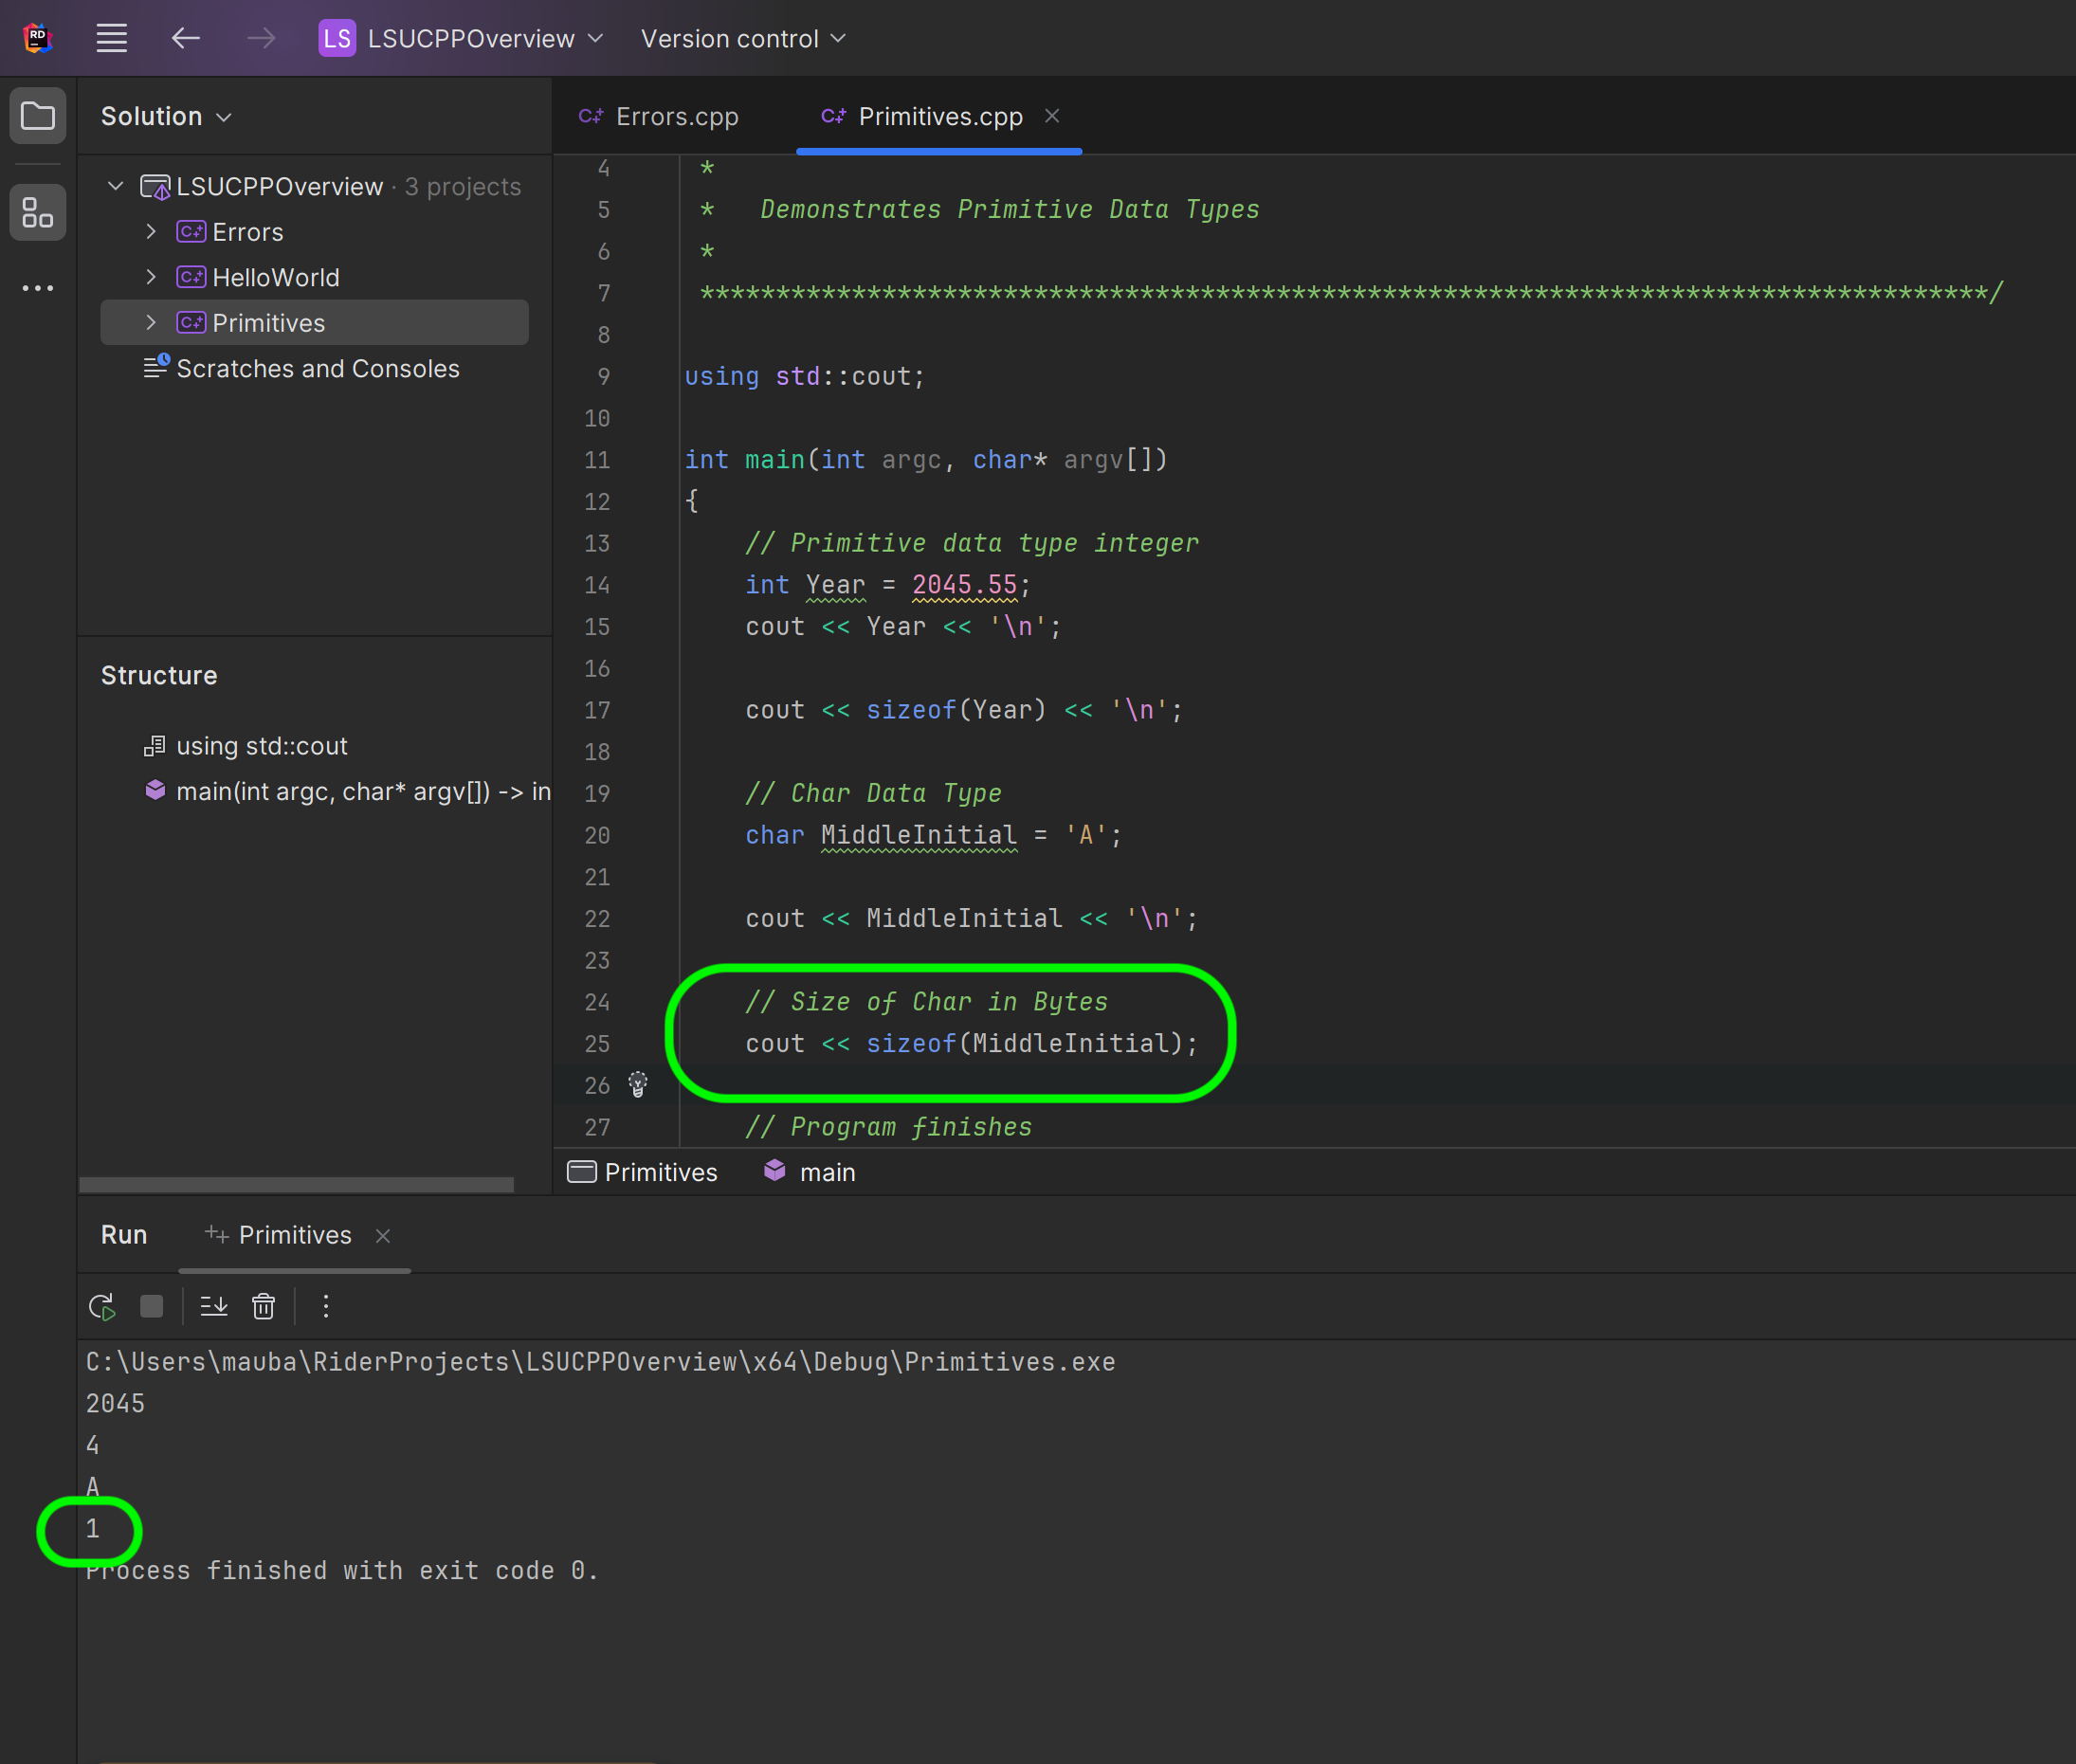 RD
LS LSUCPPOverview Version control
Solution
LSUCPPOverview · 3 projects
C++ Errors
C++ HelloWorld
C++ Primitives
Scratches and Consoles
Structure
using std::cout
main(int argc, char* argv[]) -> in
C++ Errors.cpp C++ Primitives.cpp ×
4 *
5 * Demonstrates Primitive Data Types
6 *
7 *************************************************************************************/
8
9 using std::cout;
10
11 int main(int argc, char* argv[])
12 {
13 // Primitive data type integer
14 int Year = 2045.55;
15 cout << Year << '\n';
16
17 cout << sizeof(Year) << '\n';
18
19 // Char Data Type
20 char MiddleInitial = 'A';
21
22 cout << MiddleInitial << '\n';
23
24 // Size of Char in Bytes
25 cout << sizeof(MiddleInitial);
26
27 // Program finishes
Primitives main
Run Primitives ×
C:\Users\mauba\RiderProjects\LSUCPPOverview\x64\Debug\Primitives.exe
2045
4
A
1
Process finished with exit code 0.